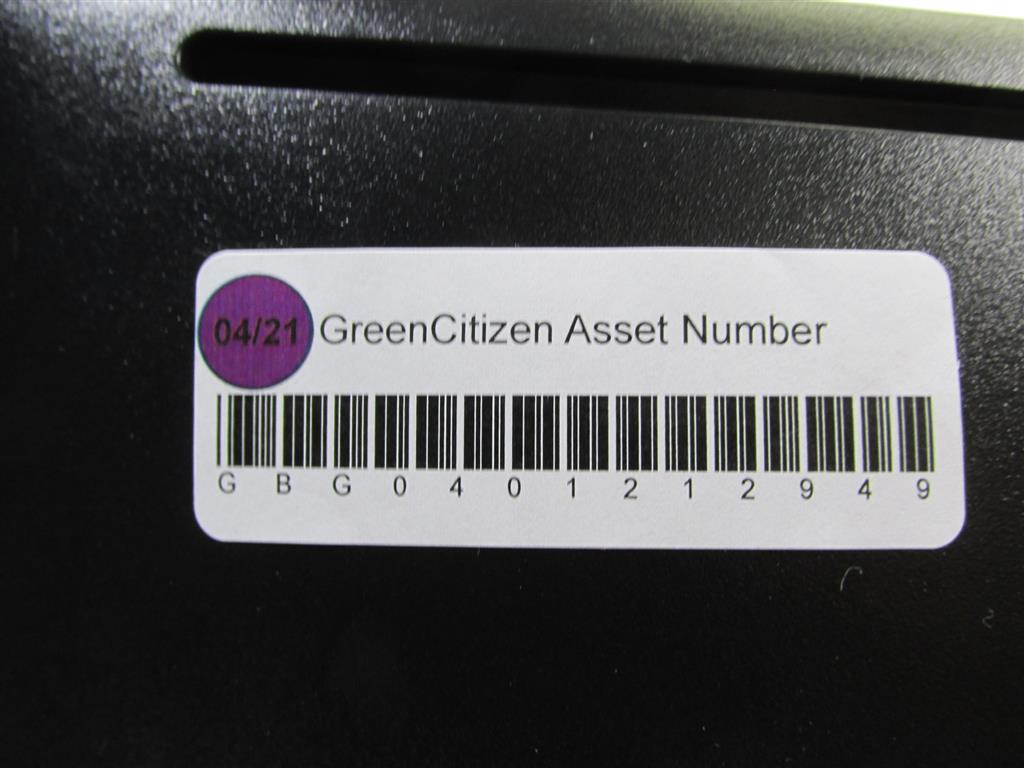 04/21 GreenCitizen Asset Number
G B G 0 4 0 1 2 1 2 9 4 9